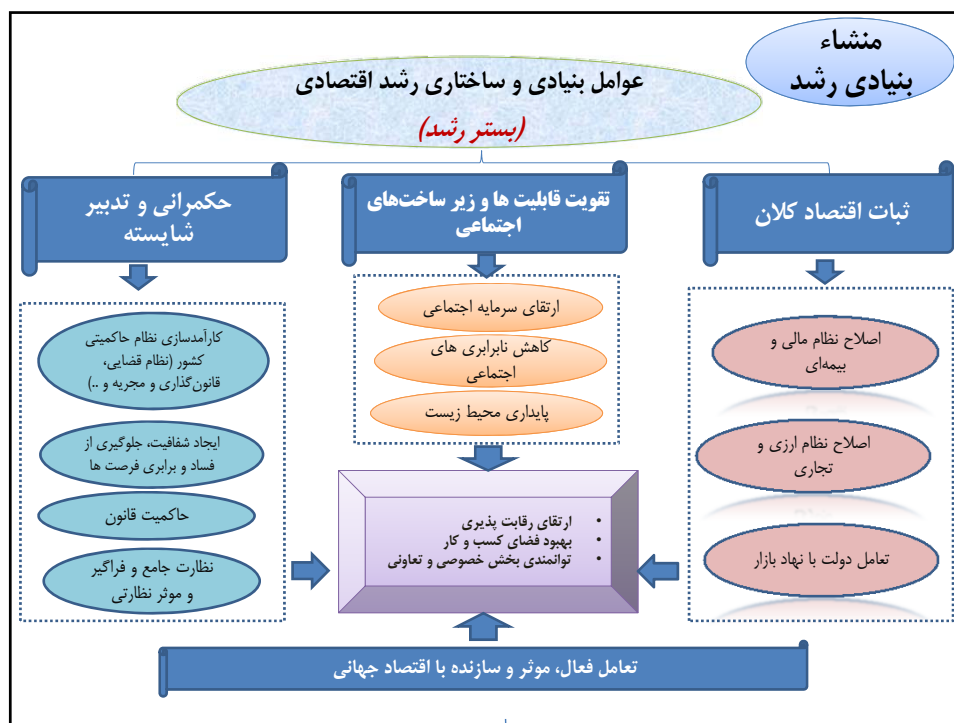 منشاء
بنیادی رشد
عوامل بنیادی و ساختاری رشد اقتصادی
(بستر رشد)
ثبات اقتصاد کلان
تقویت قابلیت ها و زیر ساخت‌های
اجتماعی
حکمرانی و تدبیر
شایسته
اصلاح نظام مالی و
بیمه‌ای
اصلاح نظام ارزی و
تجاری
تعامل دولت با نهاد بازار
ارتقای سرمایه اجتماعی
کاهش نابرابری های
اجتماعی
پایداری محیط زیست
کارآمدسازی نظام حاکمیتی
کشور (نظام قضایی،
قانون‌گذاری و مجریه و ..)
ایجاد شفافیت، جلوگیری از
فساد و برابری فرصت ها
حاکمیت قانون
نظارت جامع و فراگیر
و موثر نظارتی
• ارتقای رقابت پذیری
• بهبود فضای کسب و کار
• توانمندی بخش خصوصی و تعاونی
تعامل فعال، موثر و سازنده با اقتصاد جهانی